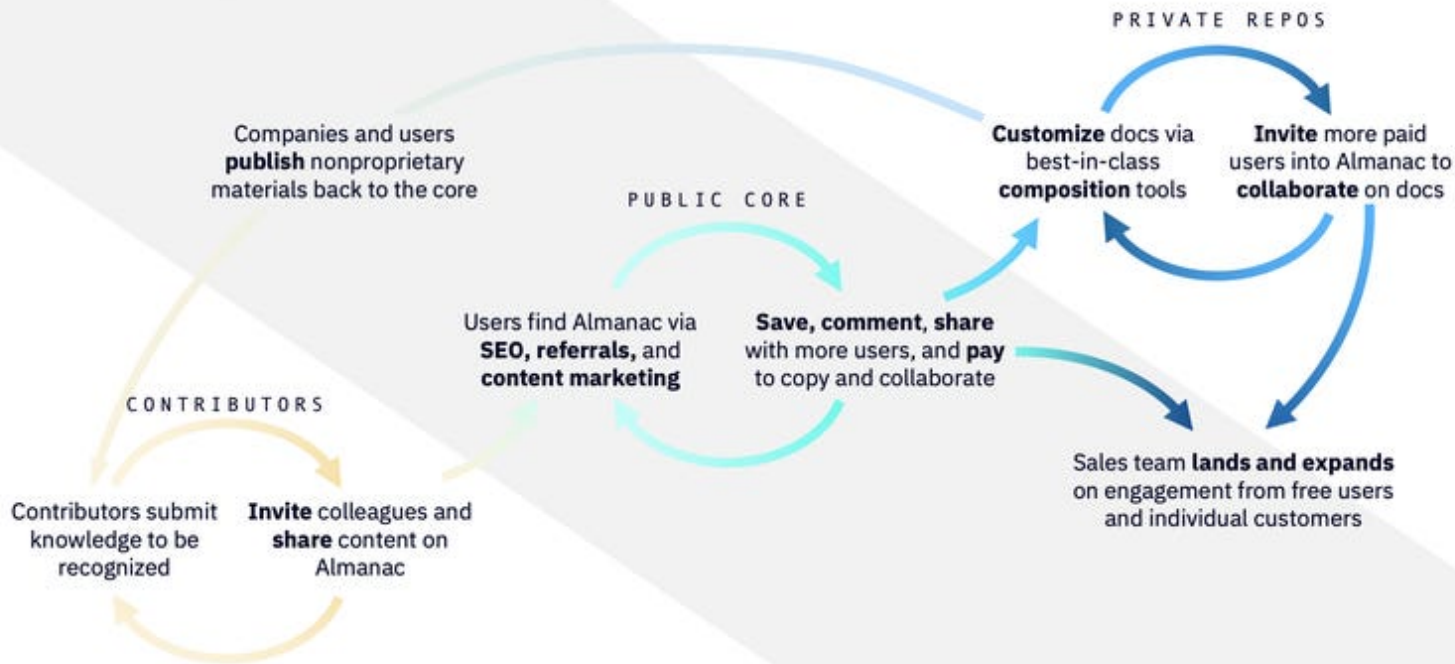 PRIVATE REPOS
Companies and users
publish nonproprietary
materials back to the core
Customize docs via
best-in-class
composition tools
Invite more paid
users into Almanac to
collaborate on docs
PUBLIC CORE
Users find Almanac via
SEO, referrals, and
content marketing
Save, comment, share
with more users, and pay
to copy and collaborate
CONTRIBUTORS
Sales team lands and expands
on engagement from free users
and individual customers
Contributors submit
knowledge to be
recognized
Invite colleagues and
share content on
Almanac